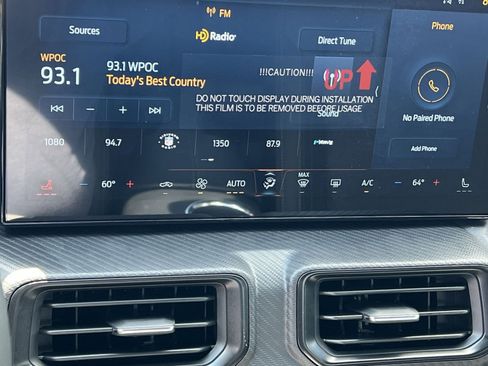 FM
Sources
HD Radio
Direct Tune
Phone
WPOC
93.1
93.1 WPOC
Today's Best Country
!!!CAUTION!!!
UP
DO NOT TOUCH DISPLAY DURING INSTALLATION
THIS FILM IS TO BE REMOVED BEFORE USAGE
Sound
No Paired Phone
Add Phone
1080
94.7
1350
87.9
MAX
60°
AUTO
A/C
64°